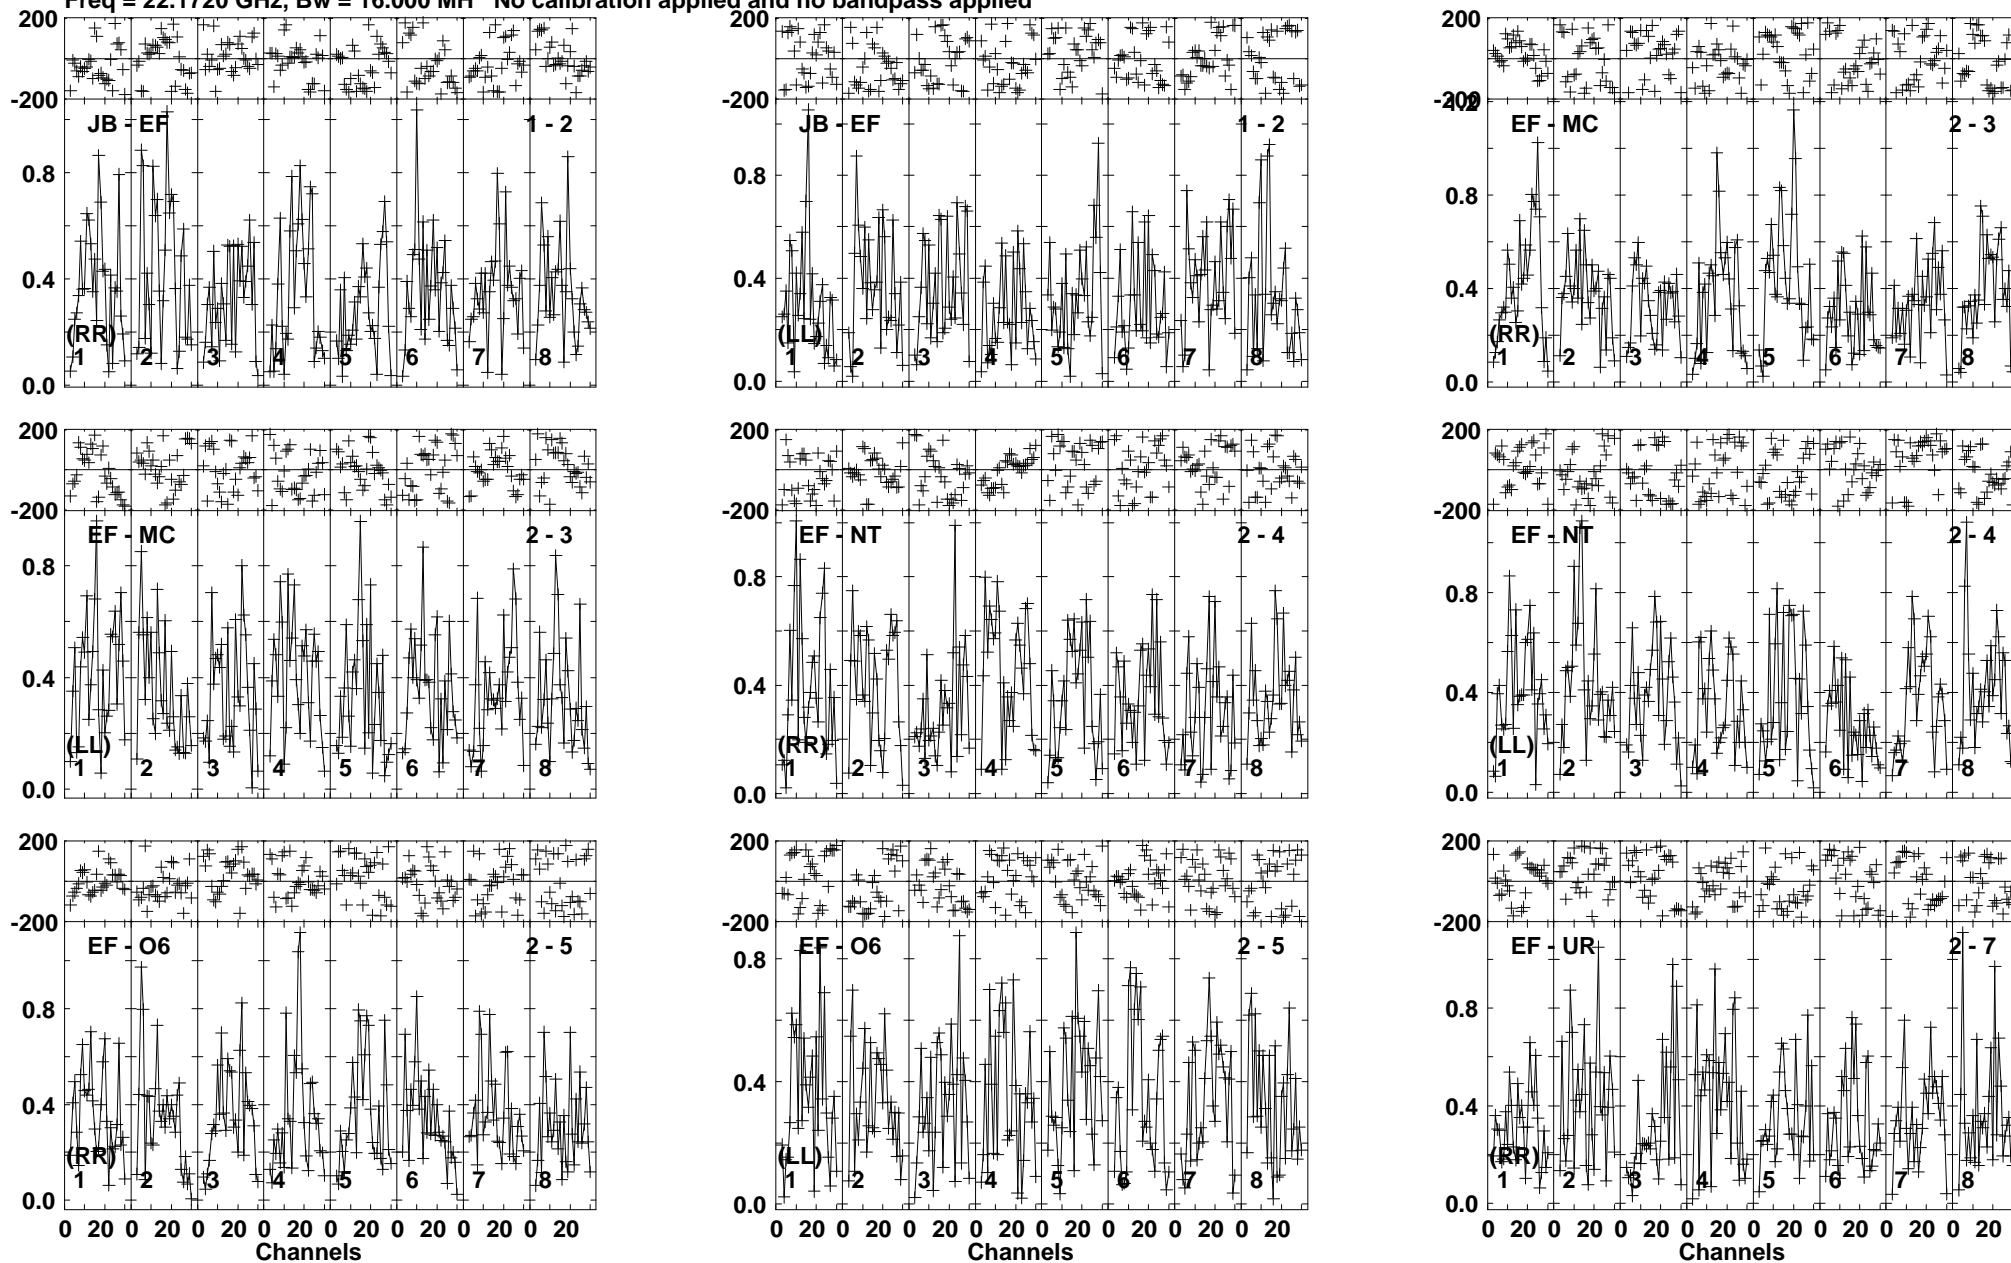 Freq = 22.1720 GHz, Bw = 16.000 MH No calibration applied and no bandpass applied
200 200 200
-200 -200 -200
1.2
JB - EF 1 - 2 JB - EF 1 - 2 EF - MC 2 - 3
0.8 0.8 0.8
0.4 0.4 0.4
(RR) (LL) (RR)
1 2 3 4 5 6 7 8 1 2 3 4 5 6 7 8 1 2 3 4 5 6 7 8
0.0 0.0 0.0
200 200 200
-200 -200 -200
EF - MC 2 - 3 EF - NT 2 - 4 EF - NT 2 - 4
0.8 0.8 0.8
0.4 0.4 0.4
(LL) (RR) (LL)
1 2 3 4 5 6 7 8 1 2 3 4 5 6 7 8 1 2 3 4 5 6 7 8
0.0 0.0 0.0
200 200 200
-200 -200 -200
EF - O6 2 - 5 EF - O6 2 - 5 EF - UR 2 - 7
0.8 0.8 0.8
0.4 0.4 0.4
(RR) (LL) (RR)
1 2 3 4 5 6 7 8 1 2 3 4 5 6 7 8 1 2 3 4 5 6 7 8
0.0 0.0 0.0
0 20 0 20 0 20 0 20 0 20 0 20 0 20 0 20 0 20 0 20 0 20 0 20 0 20 0 20 0 20 0 20 0 20 0 20 0 20 0 20 0 20 0 20 0 20 0 20
Channels Channels Channels